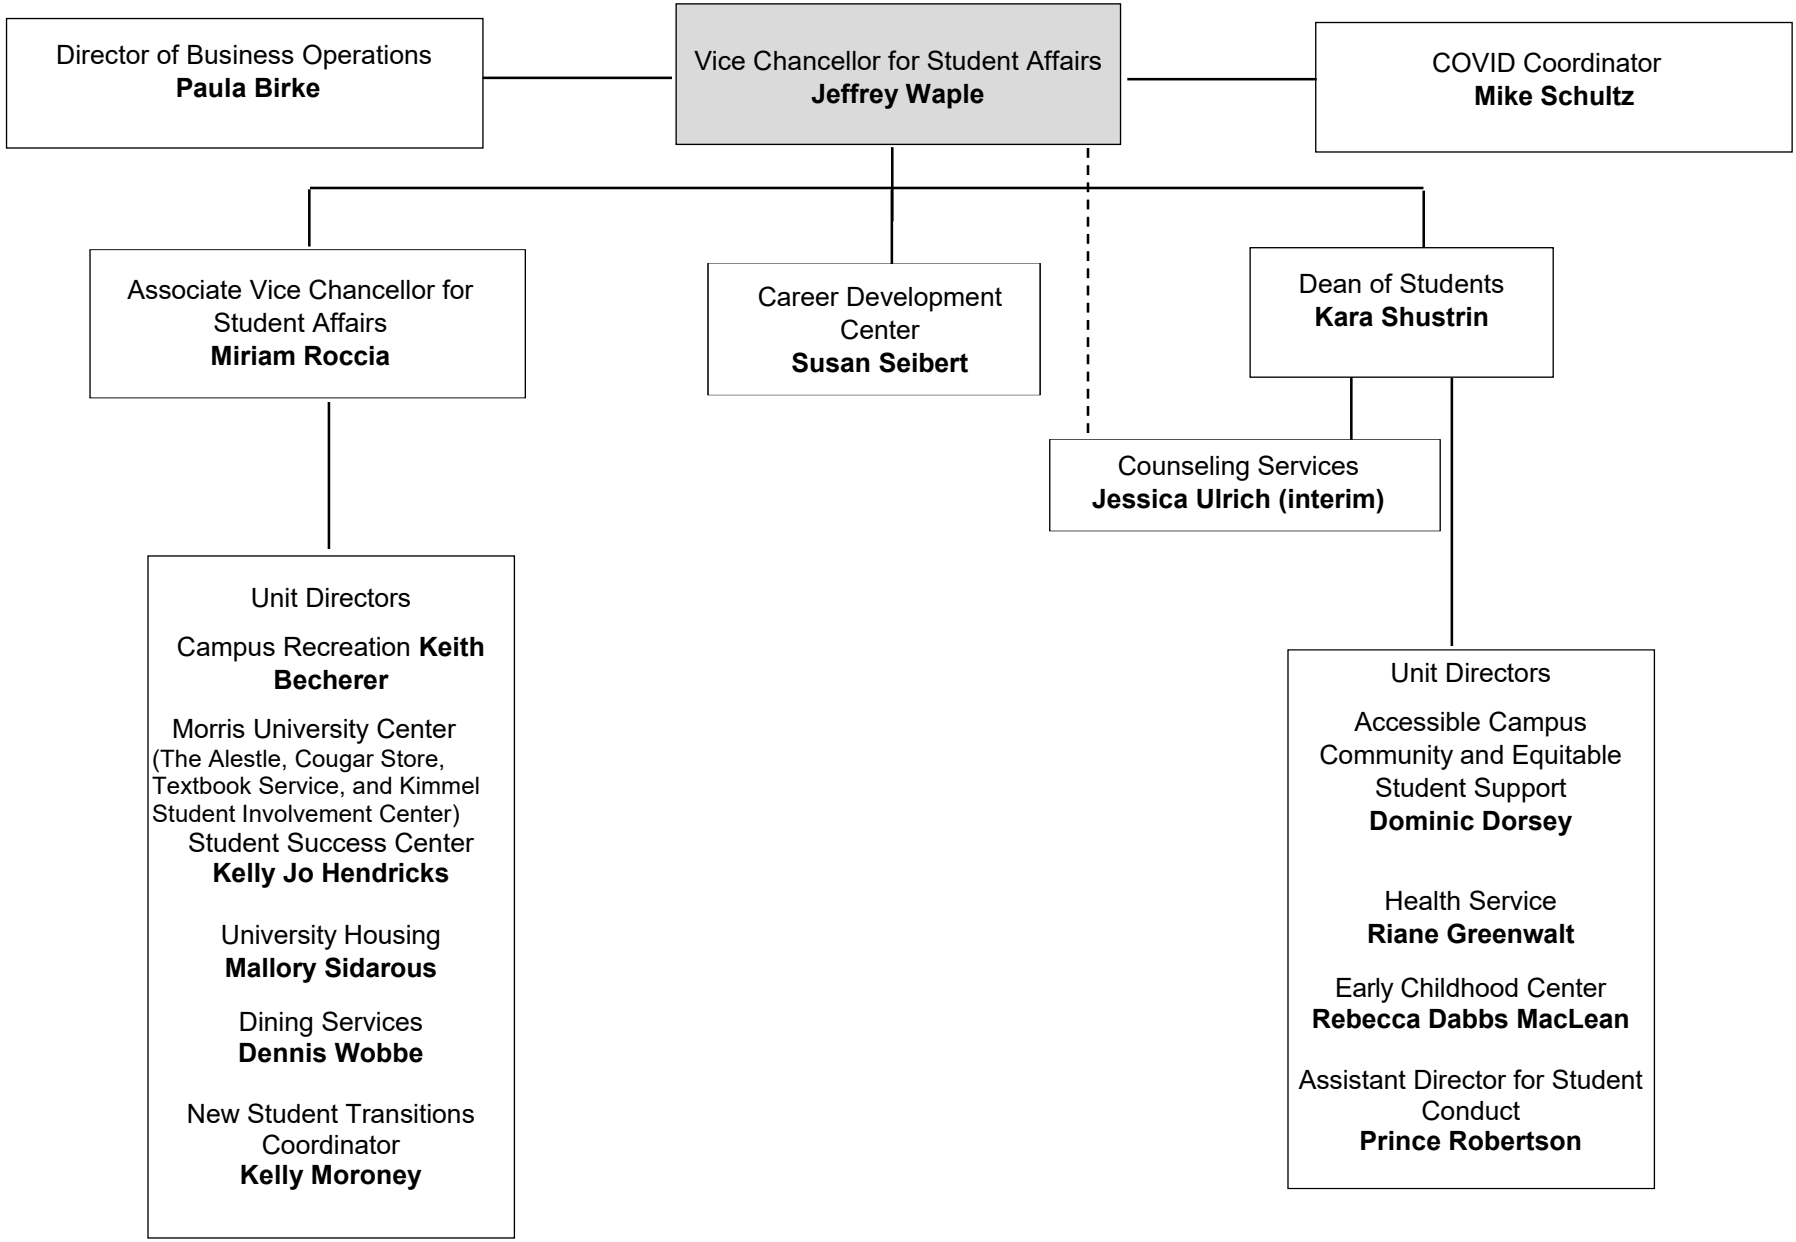 Director of Business Operations
Paula Birke
Vice Chancellor for Student Affairs
Jeffrey Waple
COVID Coordinator
Mike Schultz
Associate Vice Chancellor for
Student Affairs
Miriam Roccia
Career Development
Center
Susan Seibert
Dean of Students
Kara Shustrin
Counseling Services
Jessica Ulrich (interim)
Unit Directors
Campus Recreation Keith
Becherer
Morris University Center
(The Alestle, Cougar Store,
Textbook Service, and Kimmel
Student Involvement Center)
Student Success Center
Kelly Jo Hendricks
University Housing
Mallory Sidarous
Dining Services
Dennis Wobbe
New Student Transitions
Coordinator
Kelly Moroney
Unit Directors
Accessible Campus
Community and Equitable
Student Support
Dominic Dorsey
Health Service
Riane Greenwalt
Early Childhood Center
Rebecca Dabbs MacLean
Assistant Director for Student
Conduct
Prince Robertson